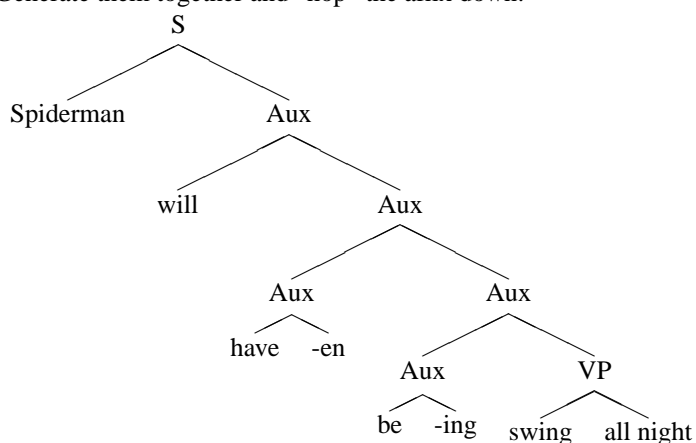 Generate them together and "hop" the affix down.
S
Spiderman Aux
will Aux
Aux Aux
have -en
Aux VP
be -ing swing all night